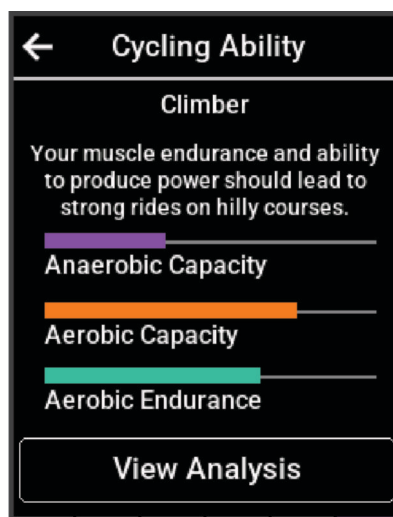 Cycling Ability
Climber
Your muscle endurance and ability
to produce power should lead to
strong rides on hilly courses.
Anaerobic Capacity
Aerobic Capacity
Aerobic Endurance
View Analysis